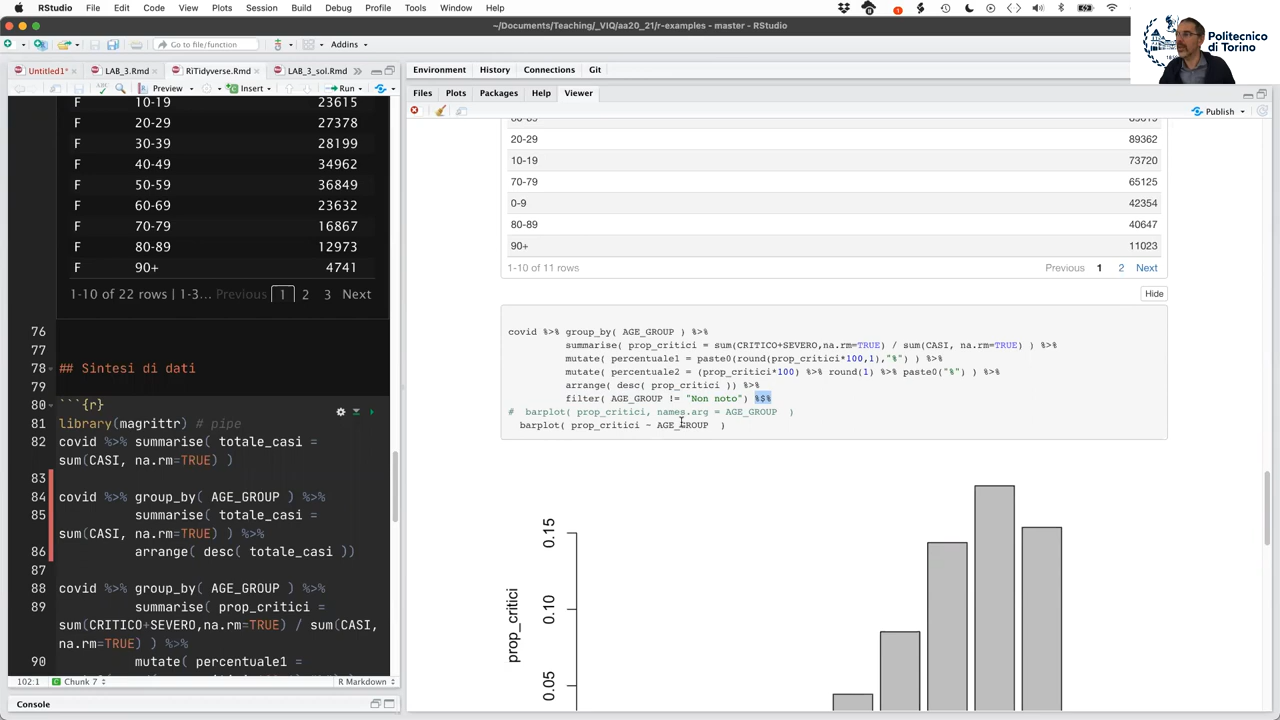 RStudio File Edit Code View Plots Session Build Debug Profile Tools Window Help
~/Documents/Teaching/_VIQ/aa20_21/r-examples - master - RStudio
Go to file/function Addins
Politecnico
di Torino
Untitled1* LAB_3.Rmd RiTidyverse.Rmd LAB_3_sol.Rmd
Environment History Connections Git
Preview Insert Run
Files Plots Packages Help Viewer
Publish
F 10-19 23615
F 20-29 27378
F 30-39 28199
F 40-49 34962
F 50-59 36849
F 60-69 23632
F 70-79 16867
F 80-89 12973
F 90+ 4741
1-10 of 22 rows | 1-3... Previous 1 2 3 Next
76
77
78 ## Sintesi di dati
79
80 ```{r}
81 library(magrittr) # pipe
82 covid %>% summarise( totale_casi =
sum(CASI, na.rm=TRUE) )
83
84 covid %>% group_by( AGE_GROUP ) %>%
85 summarise( totale_casi =
sum(CASI, na.rm=TRUE) ) %>%
86 arrange( desc( totale_casi ))
87
88 covid %>% group_by( AGE_GROUP ) %>%
89 summarise( prop_critici =
sum(CRITICO+SEVERO,na.rm=TRUE) / sum(CASI,
na.rm=TRUE) ) %>%
90 mutate( percentuale1 =
102:1 Chunk 7 R Markdown
Console
20-29 89362
10-19 73720
70-79 65125
0-9 42354
80-89 40647
90+ 11023
1-10 of 11 rows Previous 1 2 Next
Hide
covid %>% group_by( AGE_GROUP ) %>%
summarise( prop_critici = sum(CRITICO+SEVERO,na.rm=TRUE) / sum(CASI, na.rm=TRUE) ) %>%
mutate( percentuale1 = paste0(round(prop_critici*100,1),"%") ) %>%
mutate( percentuale2 = (prop_critici*100) %>% round(1) %>% paste0("%") ) %>%
arrange( desc( prop_critici )) %>%
filter( AGE_GROUP != "Non noto") %$%
# barplot( prop_critici, names.arg = AGE_GROUP )
barplot( prop_critici ~ AGE_GROUP )
prop_critici
0.15
0.10
0.05